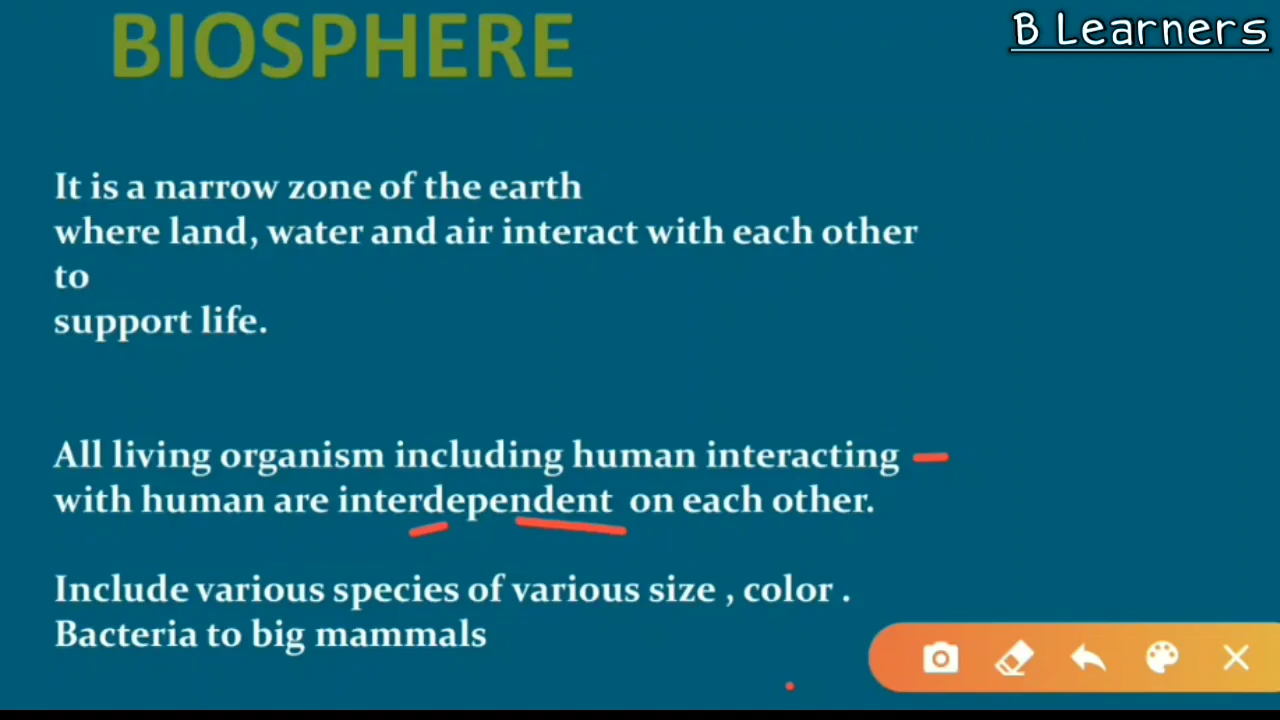 BIOSPHERE
B Learners
It is a narrow zone of the earth
where land, water and air interact with each other
to
support life.
All living organism including human interacting
with human are interdependent on each other.
Include various species of various size , color .
Bacteria to big mammals